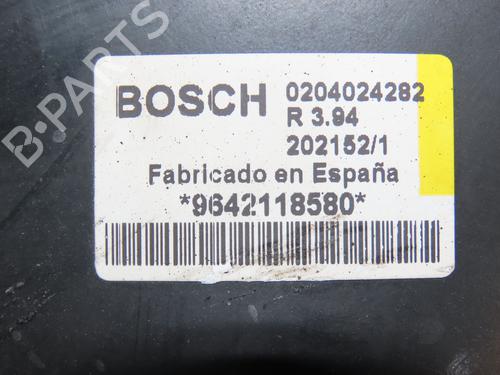 B-PARTS
BOSCH
0204024282
R 3.94
202152/1
Fabricado en España
*9642118580*